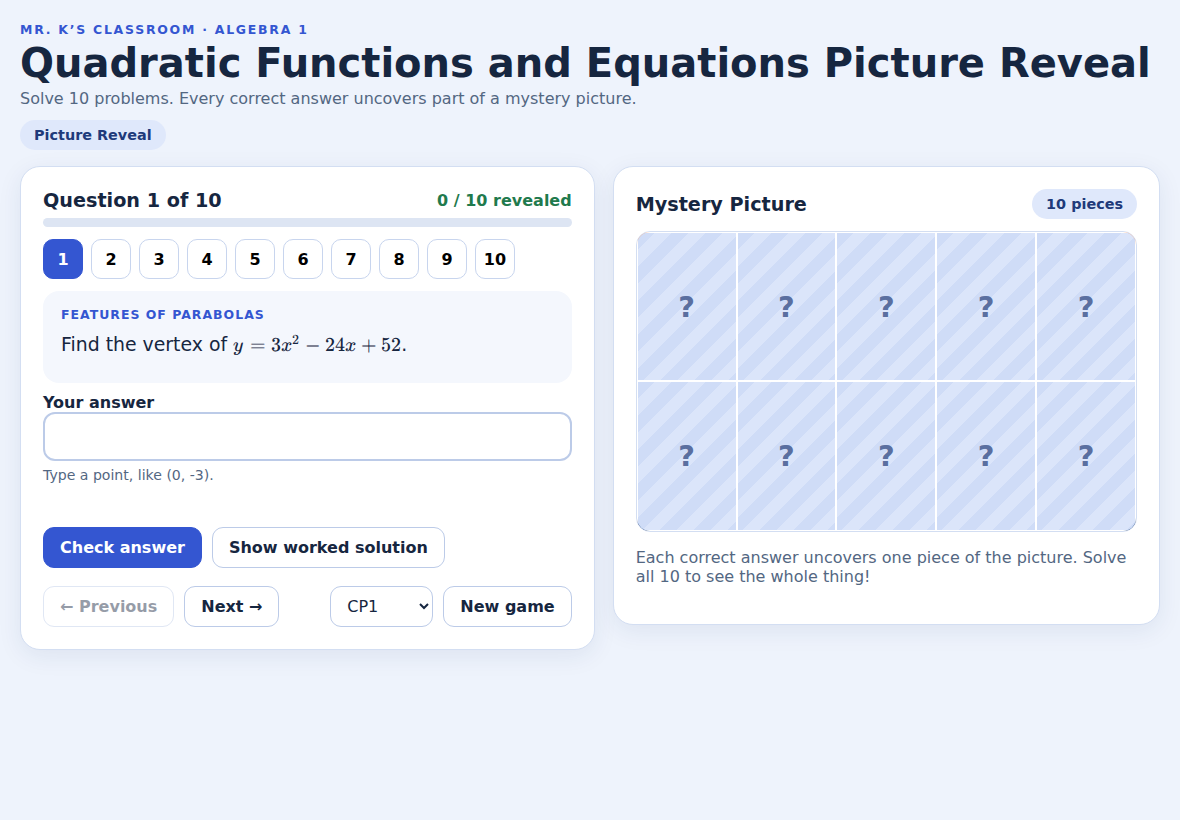 MR. K’S CLASSROOM · ALGEBRA 1
Quadratic Functions and Equations Picture Reveal
Solve 10 problems. Every correct answer uncovers part of a mystery picture.
Picture Reveal
Question 1 of 10
0 / 10 revealed
1 2 3 4 5 6 7 8 9 10
FEATURES OF PARABOLAS
Find the vertex of y = 3x² − 24x + 52.
Your answer
Type a point, like (0, -3).
Check answer
Show worked solution
← Previous
Next →
CP1
New game
Mystery Picture
10 pieces
? ? ? ? ?
? ? ? ? ?
Each correct answer uncovers one piece of the picture. Solve
all 10 to see the whole thing!